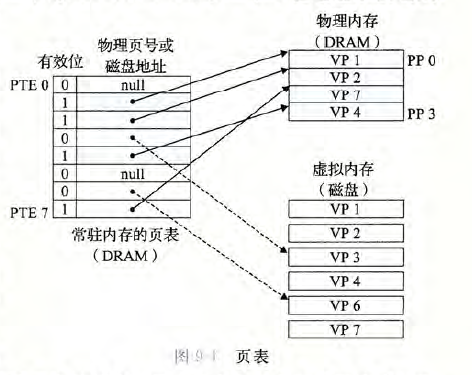 物理页号或
有效位 磁盘地址
PTE 0 0 null
1
1
0
1
0 null
0
PTE 7 1
常驻内存的页表
(DRAM)
物理内存
(DRAM)
VP 1 PP 0
VP 2
VP 7
VP 4 PP 3
虚拟内存
(磁盘)
VP 1
VP 2
VP 3
VP 4
VP 6
VP 7
页表